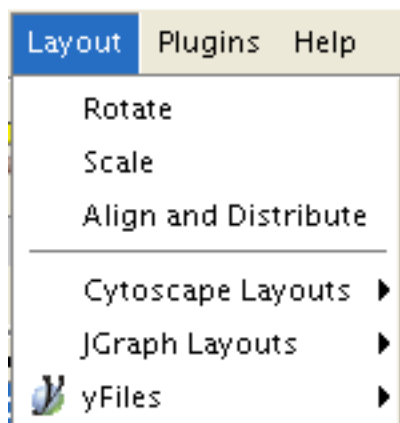 Layout Plugins Help
Rotate
Scale
Align and Distribute
Cytoscape Layouts
JGraph Layouts
yFiles